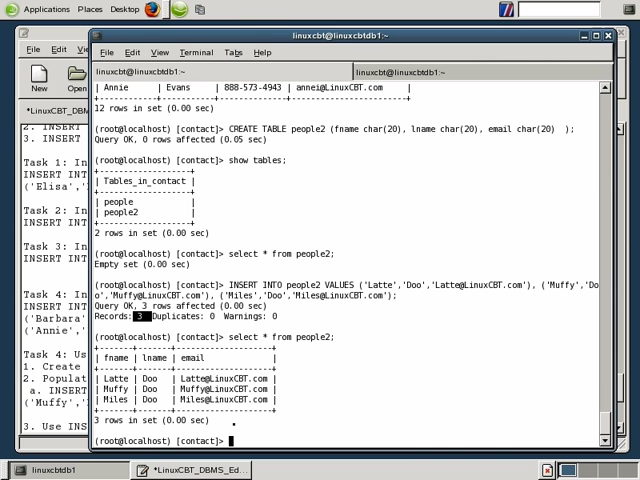 Applications Places Desktop
linuxcbt@linuxcbtdb1:~
File Edit View Terminal Tabs Help
linuxcbt@linuxcbtdb1:~ linuxcbt@linuxcbtdb1:~
File Edit Vi
New Open
*LinuxCBT_DBM
2. INSERT
3. INSERT
Task 1: In
INSERT INT
('Elisa','
Task 2: In
INSERT INT
Task 3: In
INSERT INT
Task 4: In
('Barbara'
('Annie','
Task 4: Us
1. Create
2. Populat
a. INSER
('Muffy','
3. Use INS
| Annie | Evans | 888-573-4943 | annei@LinuxCBT.com |
+-----------+-----------+--------------+-------------------------+
12 rows in set (0.00 sec)
(root@localhost) [contact]> CREATE TABLE people2 (fname char(20), lname char(20), email char(20) );
Query OK, 0 rows affected (0.05 sec)
(root@localhost) [contact]> show tables;
+-------------------+
| Tables_in_contact |
+-------------------+
| people |
| people2 |
+-------------------+
2 rows in set (0.00 sec)
(root@localhost) [contact]> select * from people2;
Empty set (0.00 sec)
(root@localhost) [contact]> INSERT INTO people2 VALUES ('Latte','Doo','Latte@LinuxCBT.com'), ('Muffy','Do
o','Muffy@LinuxCBT.com'), ('Miles','Doo','Miles@LinuxCBT.com');
Query OK, 3 rows affected (0.00 sec)
Records: 3 Duplicates: 0 Warnings: 0
(root@localhost) [contact]> select * from people2;
+-------+-------+--------------------+
| fname | lname | email |
+-------+-------+--------------------+
| Latte | Doo | Latte@LinuxCBT.com |
| Muffy | Doo | Muffy@LinuxCBT.com |
| Miles | Doo | Miles@LinuxCBT.com |
+-------+-------+--------------------+
3 rows in set (0.00 sec)
(root@localhost) [contact]>
linuxcbtdb1 *LinuxCBT_DBMS_Ed...